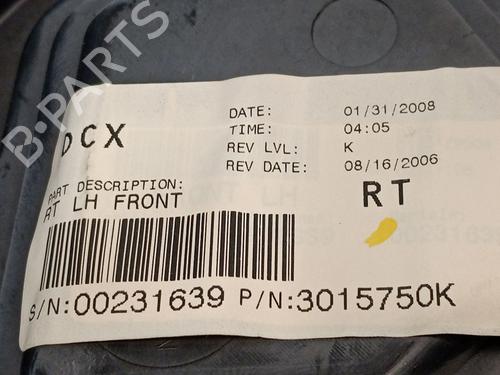 B-PARTS
DCX
DATE: 01/31/2008
TIME: 04:05
REV LVL: K
REV DATE: 08/16/2006
PART DESCRIPTION:
RT LH FRONT
RT
S/N:00231639 P/N:3015750K